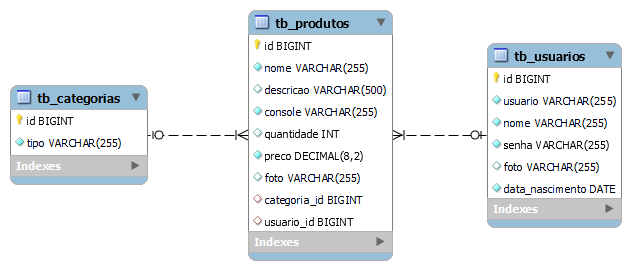 tb_categorias
id BIGINT
tipo VARCHAR(255)
Indexes
tb_produtos
id BIGINT
nome VARCHAR(255)
descricao VARCHAR(500)
console VARCHAR(255)
quantidade INT
preco DECIMAL(8,2)
foto VARCHAR(255)
categoria_id BIGINT
usuario_id BIGINT
Indexes
tb_usuarios
id BIGINT
usuario VARCHAR(255)
nome VARCHAR(255)
senha VARCHAR(255)
foto VARCHAR(255)
data_nascimento DATE
Indexes